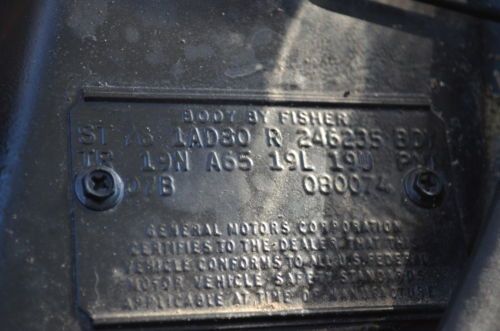 BODY BY FISHER
ST 76 1AD80 R 246235 BDY
TR 19N A65 19L 19U PNT
07B 080074
GENERAL MOTORS CORPORATION
CERTIFIES TO THE DEALER THAT THIS
VEHICLE CONFORMS TO ALL U.S. FEDERAL
MOTOR VEHICLE SAFETY STANDARDS
APPLICABLE AT TIME OF MANUFACTURE